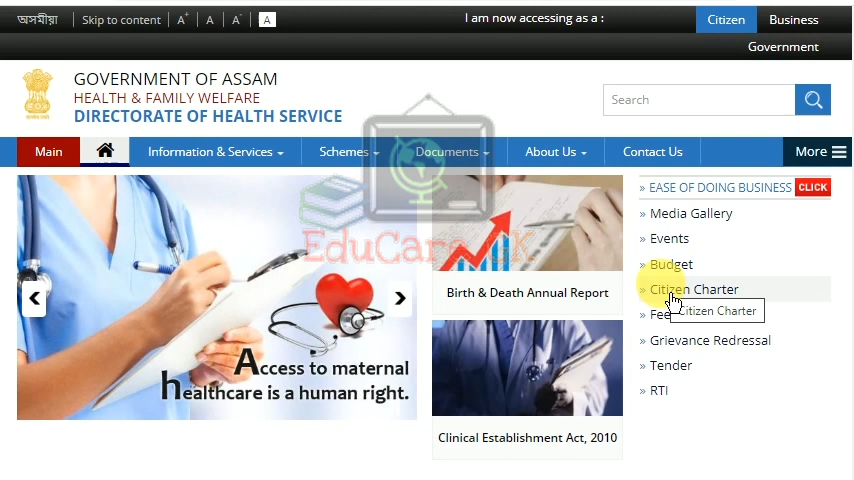 অসমীয়া Skip to content A+ A A- A I am now accessing as a : Citizen Business
Government
GOVERNMENT OF ASSAM
HEALTH & FAMILY WELFARE
DIRECTORATE OF HEALTH SERVICE
Search
Main Information & Services Schemes Documents About Us Contact Us More
» EASE OF DOING BUSINESS CLICK
» Media Gallery
» Events
» Budget
» Citizen Charter
Citizen Charter
» Grievance Redressal
» Tender
» RTI
Access to maternal
healthcare is a human right.
Birth & Death Annual Report
Clinical Establishment Act, 2010